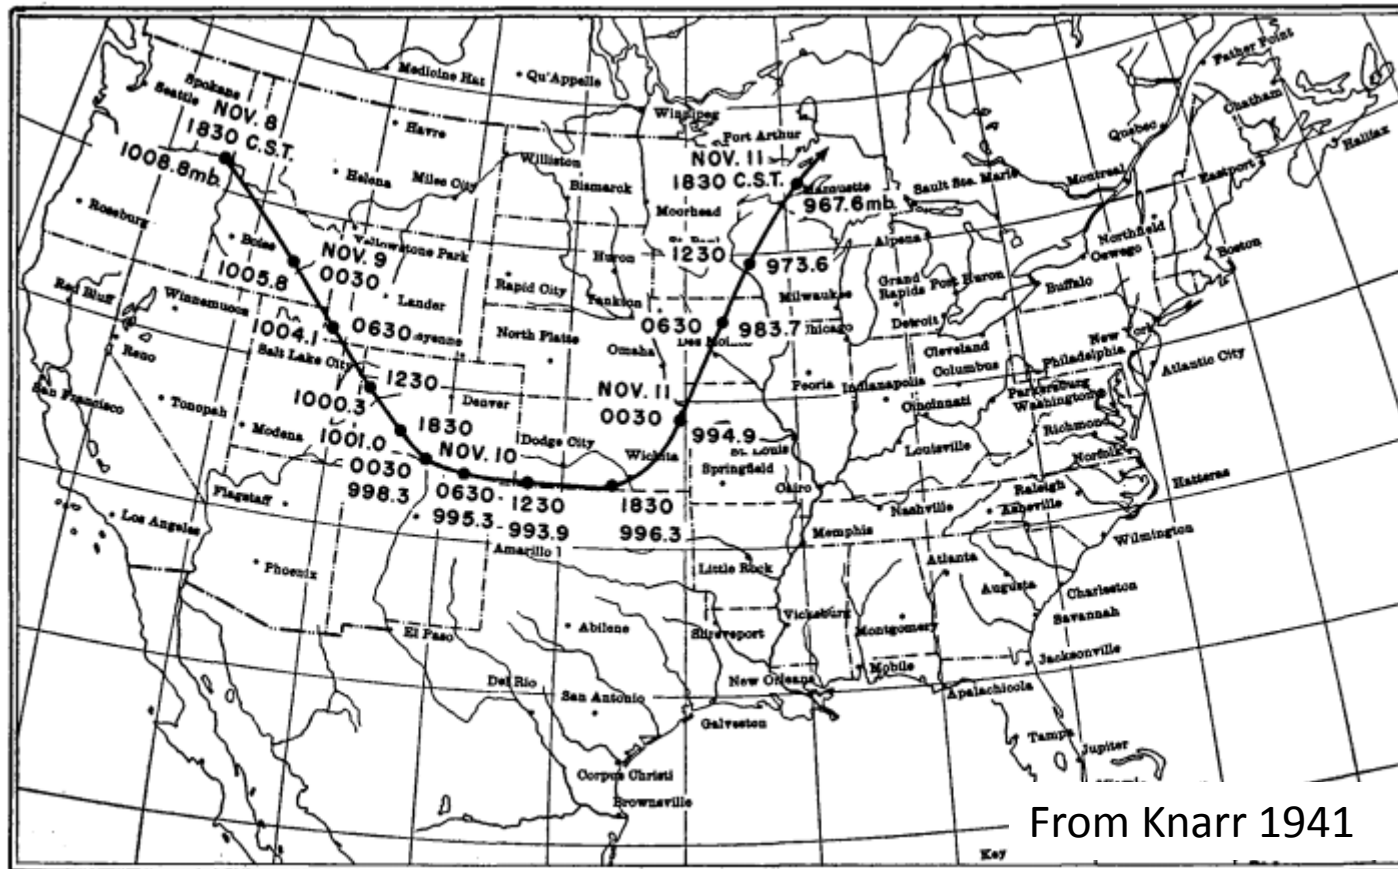 Father Point
Medicine Hat
Qu'Appelle
Spokane
Seattle
NOV. 8
1830 C.S.T.
1008.8mb.
Havre
Winnipeg
Port Arthur
Chatham
Quebec
Halifax
Williston
NOV. 11
1830 C.S.T.
Helena
Miles City
Bismarck
Marquette
967.6mb.
Sault Ste. Marie
Montreal
Eastport
Roseburg
Moorhead
Boise
Yellowstone Park
NOV. 9
0030
1005.8
Huron
St. Paul
1230
973.6
Alpena
Northfield
Oswego
Boston
Red Bluff
Winnemucca
Lander
Rapid City
Yankton
Milwaukee
Grand
Rapids
Port Huron
Buffalo
1004.1
0630
yenne
North Platte
0630
983.7
Chicago
Detroit
New
York
Reno
Salt Lake City
Omaha
Des Moines
Cleveland
Columbus
Philadelphia
Atlantic City
San Francisco
Tonopah
1230
1000.3
Denver
NOV. 11
0030
Peoria
Indianapolis
Cincinnati
Parkersburg
Washington
Modena
1001.0
1830
NOV. 10
Dodge City
Wichita
994.9
St. Louis
Springfield
Louisville
Richmond
Norfolk
0030
998.3
Flagstaff
0630
995.3
1230
993.9
1830
996.3
Cairo
Nashville
Raleigh
Asheville
Hatteras
Los Angeles
Amarillo
Memphis
Wilmington
Phoenix
Little Rock
Atlanta
Augusta
Charleston
Savannah
El Paso
Abilene
Shreveport
Vicksburg
Montgomery
Jacksonville
Del Rio
San Antonio
New Orleans
Mobile
Apalachicola
Galveston
Tampa
Jupiter
Corpus Christi
Brownsville
From Knarr 1941
Key